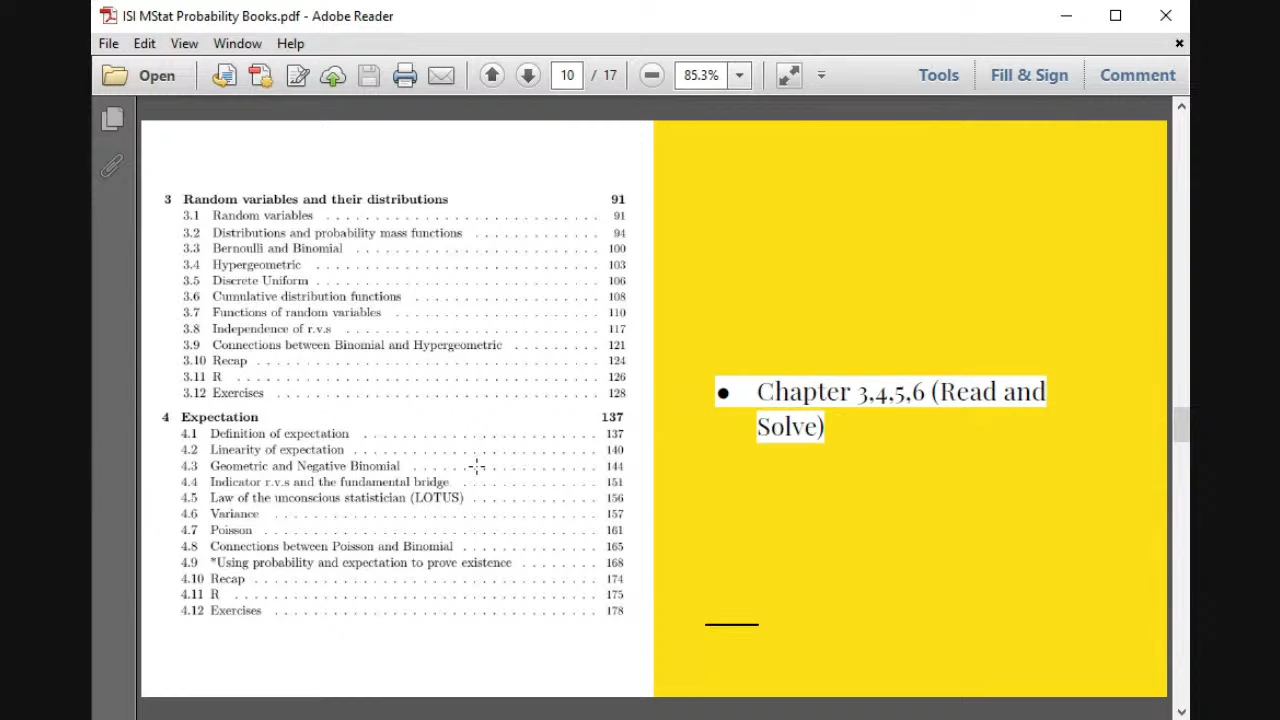 ISI MStat Probability Books.pdf - Adobe Reader
File Edit View Window Help
Open 10 / 17 85.3% Tools Fill & Sign Comment
3 Random variables and their distributions 91
3.1 Random variables . . . . . . . . . . . . . . . . . . . . . . . . . . . 91
3.2 Distributions and probability mass functions . . . . . . . . . . . . 94
3.3 Bernoulli and Binomial . . . . . . . . . . . . . . . . . . . . . . . . 100
3.4 Hypergeometric . . . . . . . . . . . . . . . . . . . . . . . . . . . . 103
3.5 Discrete Uniform . . . . . . . . . . . . . . . . . . . . . . . . . . . 106
3.6 Cumulative distribution functions . . . . . . . . . . . . . . . . . . 108
3.7 Functions of random variables . . . . . . . . . . . . . . . . . . . . 110
3.8 Independence of r.v.s . . . . . . . . . . . . . . . . . . . . . . . . . 117
3.9 Connections between Binomial and Hypergeometric . . . . . . . . 121
3.10 Recap . . . . . . . . . . . . . . . . . . . . . . . . . . . . . . . . . 124
3.11 R . . . . . . . . . . . . . . . . . . . . . . . . . . . . . . . . . . . 126
3.12 Exercises . . . . . . . . . . . . . . . . . . . . . . . . . . . . . . . 128
4 Expectation 137
4.1 Definition of expectation . . . . . . . . . . . . . . . . . . . . . . . 137
4.2 Linearity of expectation . . . . . . . . . . . . . . . . . . . . . . . . 140
4.3 Geometric and Negative Binomial . . . . . . . . . . . . . . . . . . 144
4.4 Indicator r.v.s and the fundamental bridge . . . . . . . . . . . . . 151
4.5 Law of the unconscious statistician (LOTUS) . . . . . . . . . . . . 156
4.6 Variance . . . . . . . . . . . . . . . . . . . . . . . . . . . . . . . . 157
4.7 Poisson . . . . . . . . . . . . . . . . . . . . . . . . . . . . . . . . 161
4.8 Connections between Poisson and Binomial . . . . . . . . . . . . . 165
4.9 *Using probability and expectation to prove existence . . . . . . . 168
4.10 Recap . . . . . . . . . . . . . . . . . . . . . . . . . . . . . . . . . 174
4.11 R . . . . . . . . . . . . . . . . . . . . . . . . . . . . . . . . . . . 175
4.12 Exercises . . . . . . . . . . . . . . . . . . . . . . . . . . . . . . . 178
● Chapter 3,4,5,6 (Read and
Solve)